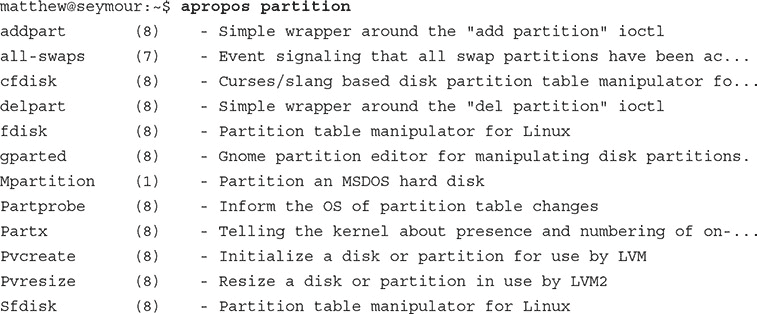 matthew@seymour:~$ apropos partition
addpart (8) - Simple wrapper around the "add partition" ioctl
all-swaps (7) - Event signaling that all swap partitions have been ac...
cfdisk (8) - Curses/slang based disk partition table manipulator fo...
delpart (8) - Simple wrapper around the "del partition" ioctl
fdisk (8) - Partition table manipulator for Linux
gparted (8) - Gnome partition editor for manipulating disk partitions.
Mpartition (1) - Partition an MSDOS hard disk
Partprobe (8) - Inform the OS of partition table changes
Partx (8) - Telling the kernel about presence and numbering of on-...
Pvcreate (8) - Initialize a disk or partition for use by LVM
Pvresize (8) - Resize a disk or partition in use by LVM2
Sfdisk (8) - Partition table manipulator for Linux